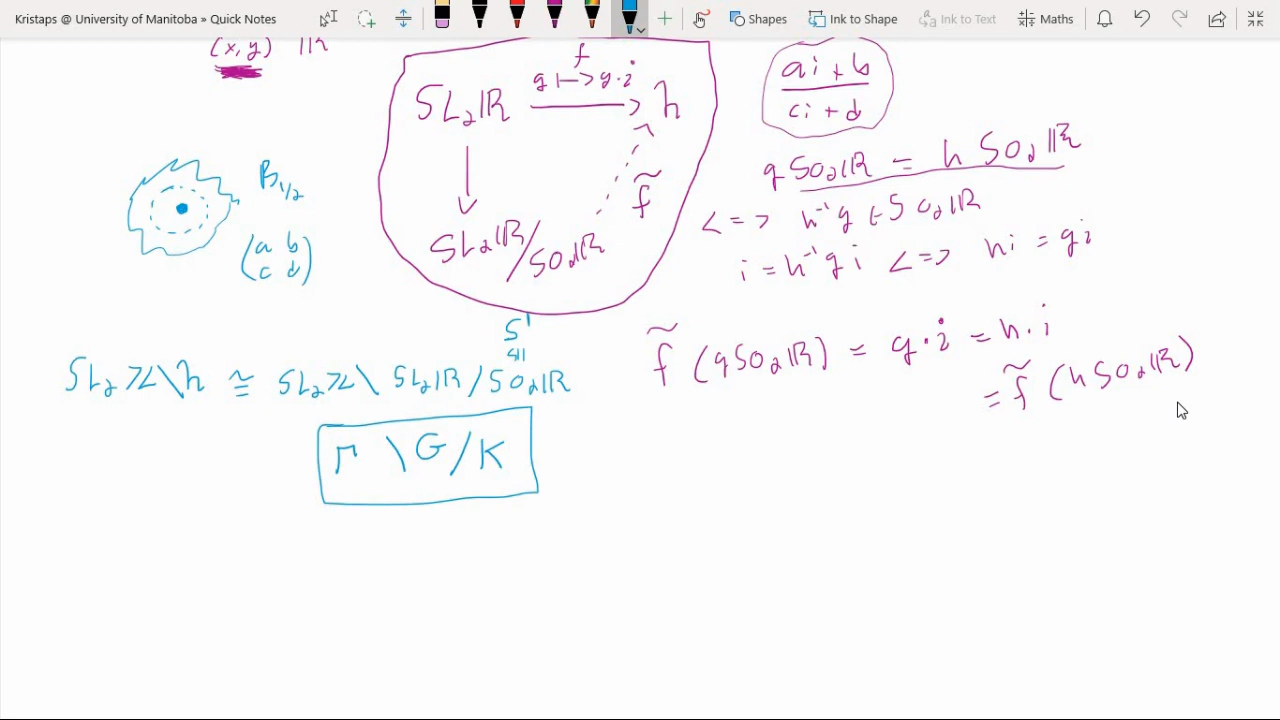 Kristaps @ University of Manitoba » Quick Notes
Shapes
Ink to Shape
Ink to Text
Maths
(x, y) ℝ
f
g ↦ g·i
SL₂ℝ → h
f̃
SL₂ℝ/SO₂ℝ
ai + b
ci + d
B₁/₂
(a b
c d)
gSO₂ℝ = hSO₂ℝ
<=> h⁻¹g ∈ SO₂ℝ
i = h⁻¹gi <=> hi = gi
f̃(gSO₂ℝ) = g·i = h·i
= f̃(hSO₂ℝ)
S¹
SL₂ℤ\h ≅ SL₂ℤ\SL₂ℝ/SO₂ℝ
Γ\G/K